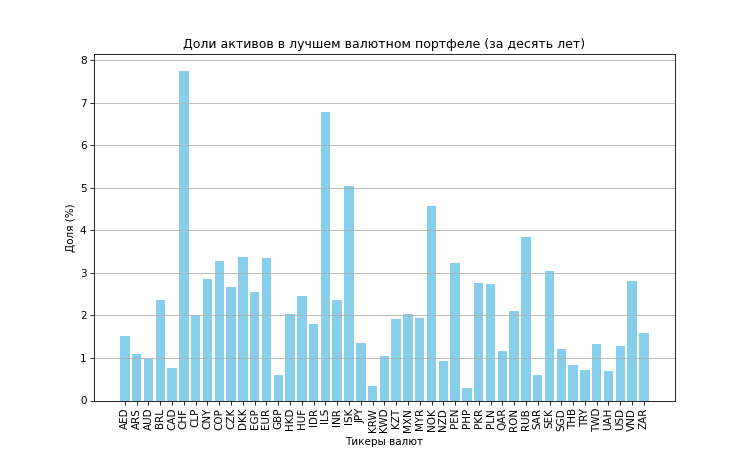 Доли активов в лучшем валютном портфеле (за десять лет)
Доля (%)
8
7
6
5
4
3
2
1
0
AED
ARS
AUD
BRL
CAD
CHF
CLP
CNY
COP
CZK
DKK
EGP
EUR
GBP
HKD
HUF
IDR
ILS
INR
ISK
JPY
KRW
KWD
KZT
MXN
MYR
NOK
NZD
PEN
PHP
PKR
PLN
QAR
RON
RUB
SAR
SEK
SGD
THB
TRY
TWD
UAH
USD
VND
ZAR
Тикеры валют